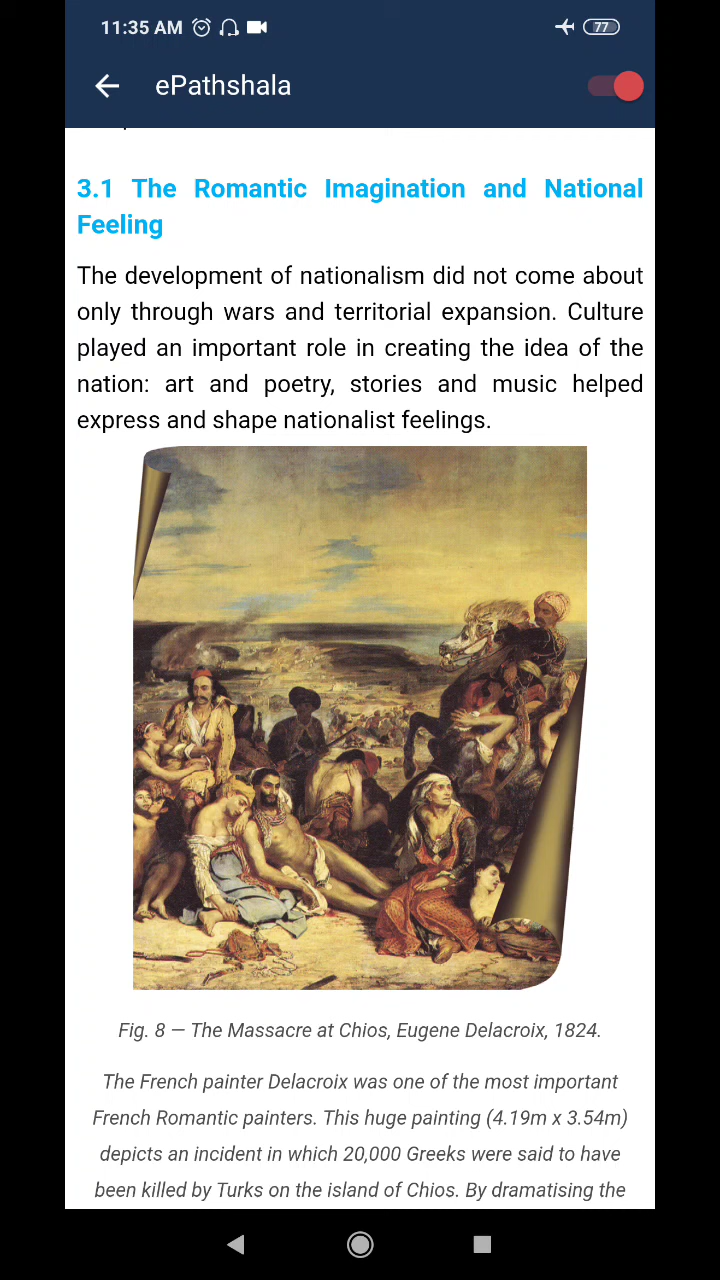 11:35 AM
77
ePathshala
3.1 The Romantic Imagination and National
Feeling
The development of nationalism did not come about
only through wars and territorial expansion. Culture
played an important role in creating the idea of the
nation: art and poetry, stories and music helped
express and shape nationalist feelings.
Fig. 8 — The Massacre at Chios, Eugene Delacroix, 1824.
The French painter Delacroix was one of the most important
French Romantic painters. This huge painting (4.19m x 3.54m)
depicts an incident in which 20,000 Greeks were said to have
been killed by Turks on the island of Chios. By dramatising the